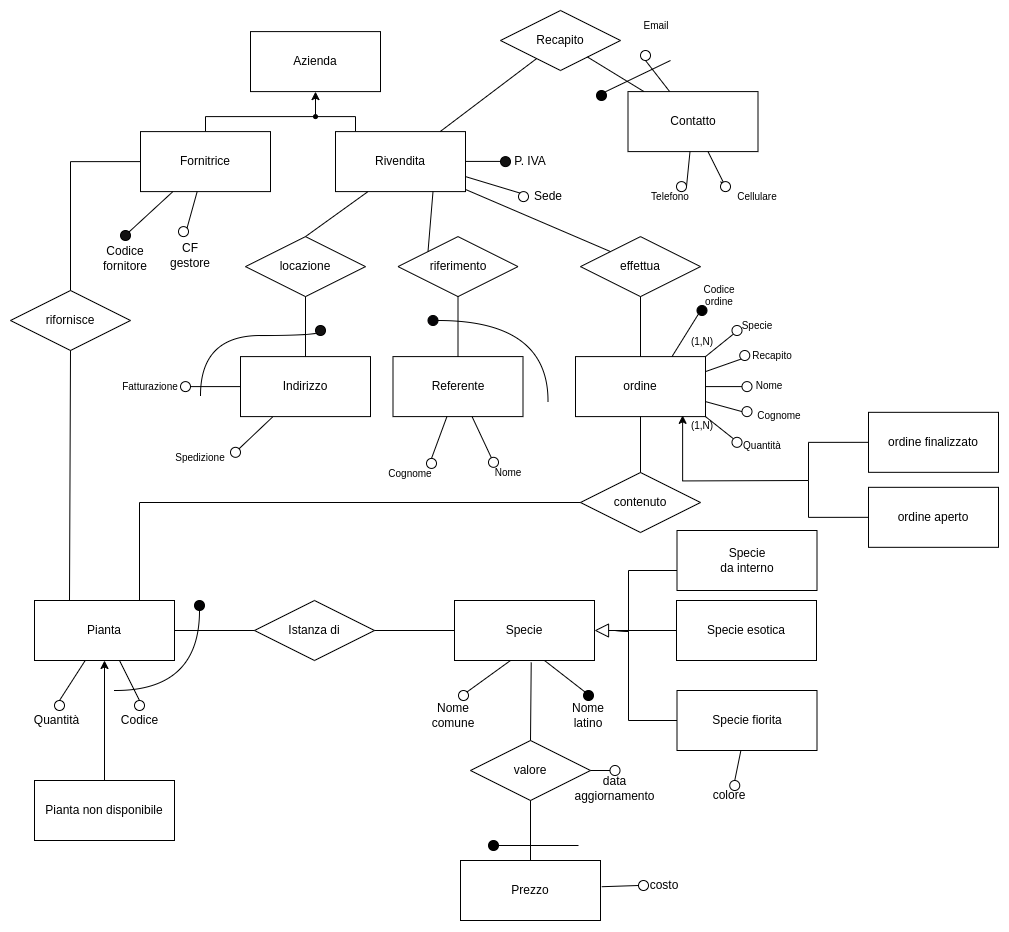 Email
Recapito
Azienda
Contatto
Fornitrice
Rivendita
P. IVA
Sede
Telefono
Cellulare
Codice
fornitore
CF
gestore
locazione
riferimento
effettua
Codice
ordine
rifornisce
Specie
(1,N)
Recapito
Fatturazione
Indirizzo
Referente
ordine
Nome
Cognome
(1,N)
Quantità
Spedizione
Cognome
Nome
ordine finalizzato
contenuto
ordine aperto
Specie
da interno
Pianta
Istanza di
Specie
Specie esotica
Quantità
Codice
Nome
comune
Nome
latino
Specie fiorita
valore
data
aggiornamento
colore
Pianta non disponibile
Prezzo
costo